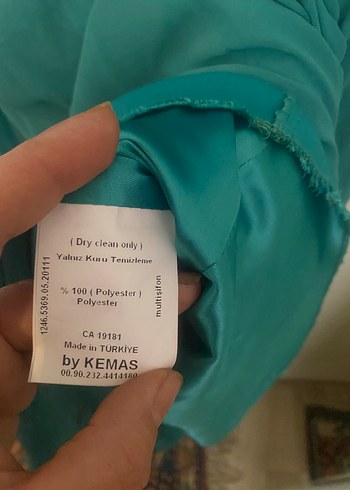 ( Dry clean only )
Yalnız Kuru Temizleme
% 100 ( Polyester )
Polyester
CA 19181
Made in TÜRKİYE
by KEMAS
00.90.232.4414180
1246.5369.05.20111
multişifon